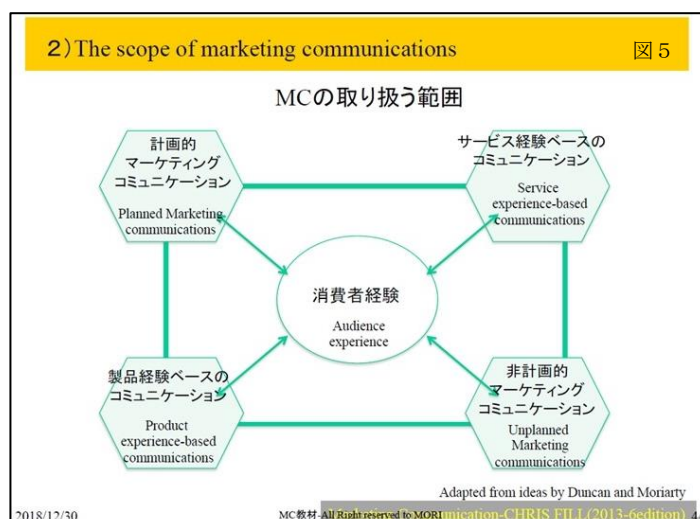 2）The scope of marketing communications
図５
MCの取り扱う範囲
計画的
マーケティング
コミュニケーション
Planned Marketing
communications
サービス経験ベースの
コミュニケーション
Service
experience-based
communications
消費者経験
Audience
experience
製品経験ベースの
コミュニケーション
Product
experience-based
communications
非計画的
マーケティング
コミュニケーション
Unplanned
Marketing
communications
Adapted from ideas by Duncan and Moriarty
2018/12/30
MC教材-All Right reserved to MORI
Communication-CHRIS FILL(2013-6edition)
4